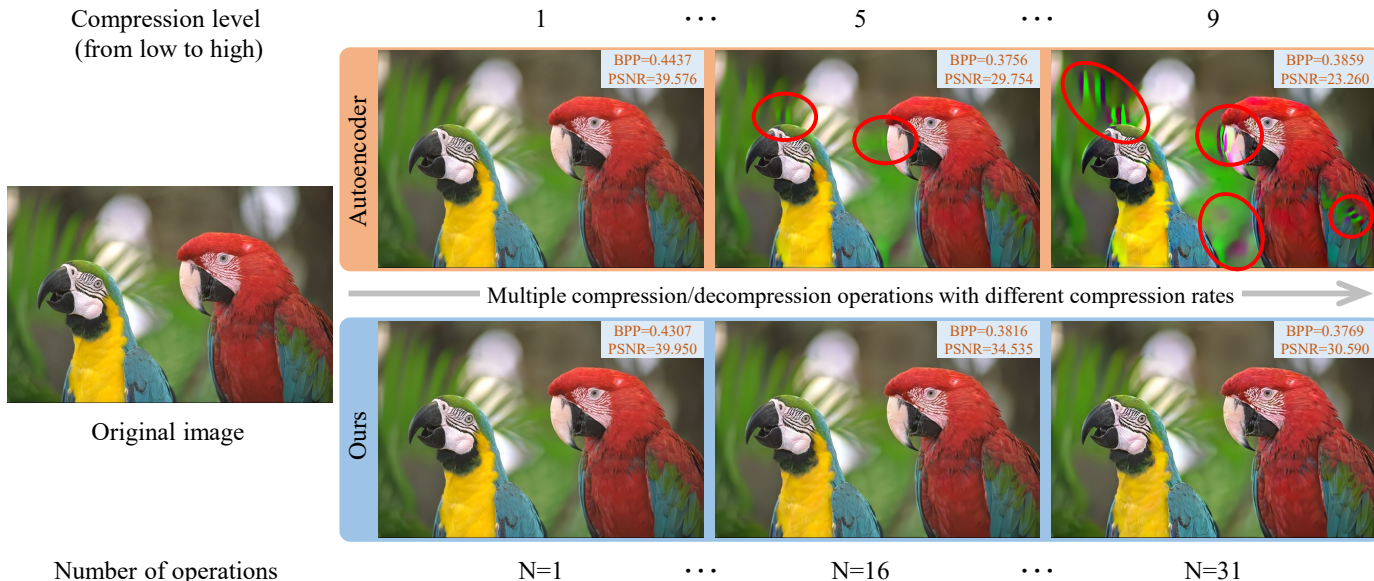 Compression level
(from low to high)
1 ... 5 ... 9
Autoencoder
BPP=0.4437
PSNR=39.576
BPP=0.3756
PSNR=29.754
BPP=0.3859
PSNR=23.260
Multiple compression/decompression operations with different compression rates
Original image
Ours
BPP=0.4307
PSNR=39.950
BPP=0.3816
PSNR=34.535
BPP=0.3769
PSNR=30.590
Number of operations
N=1 ... N=16 ... N=31